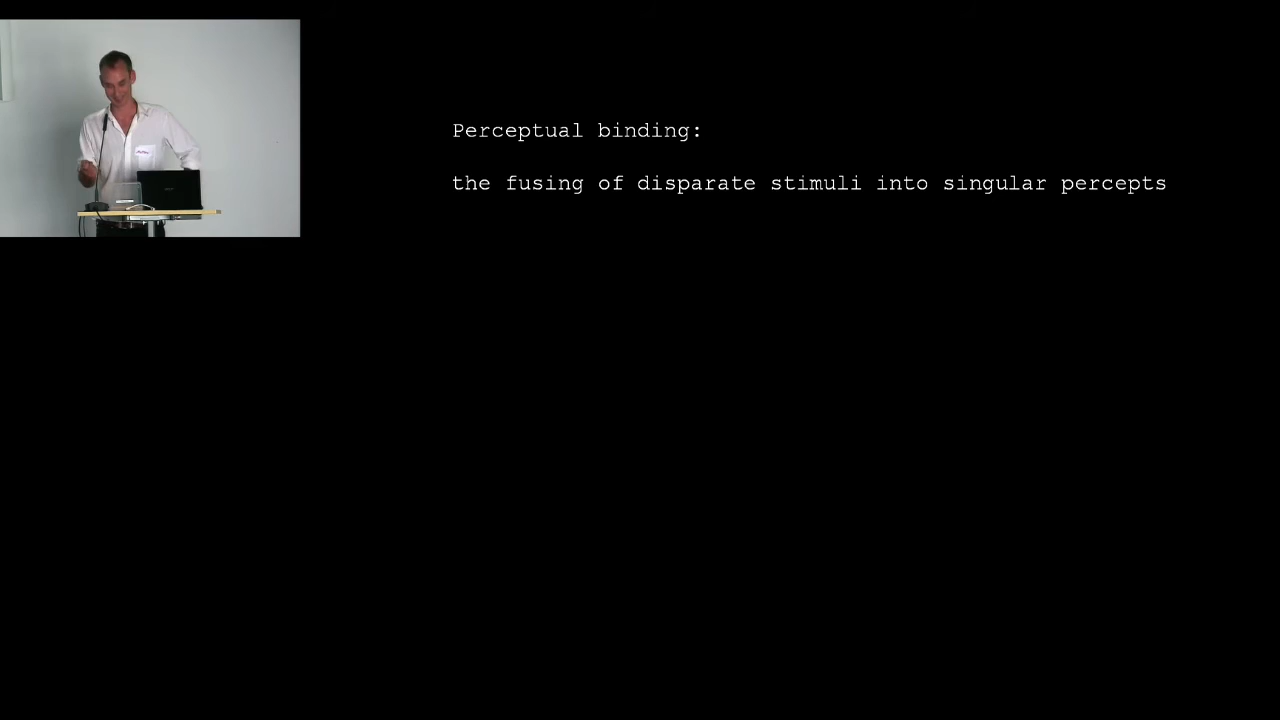 Perceptual binding:
the fusing of disparate stimuli into singular percepts